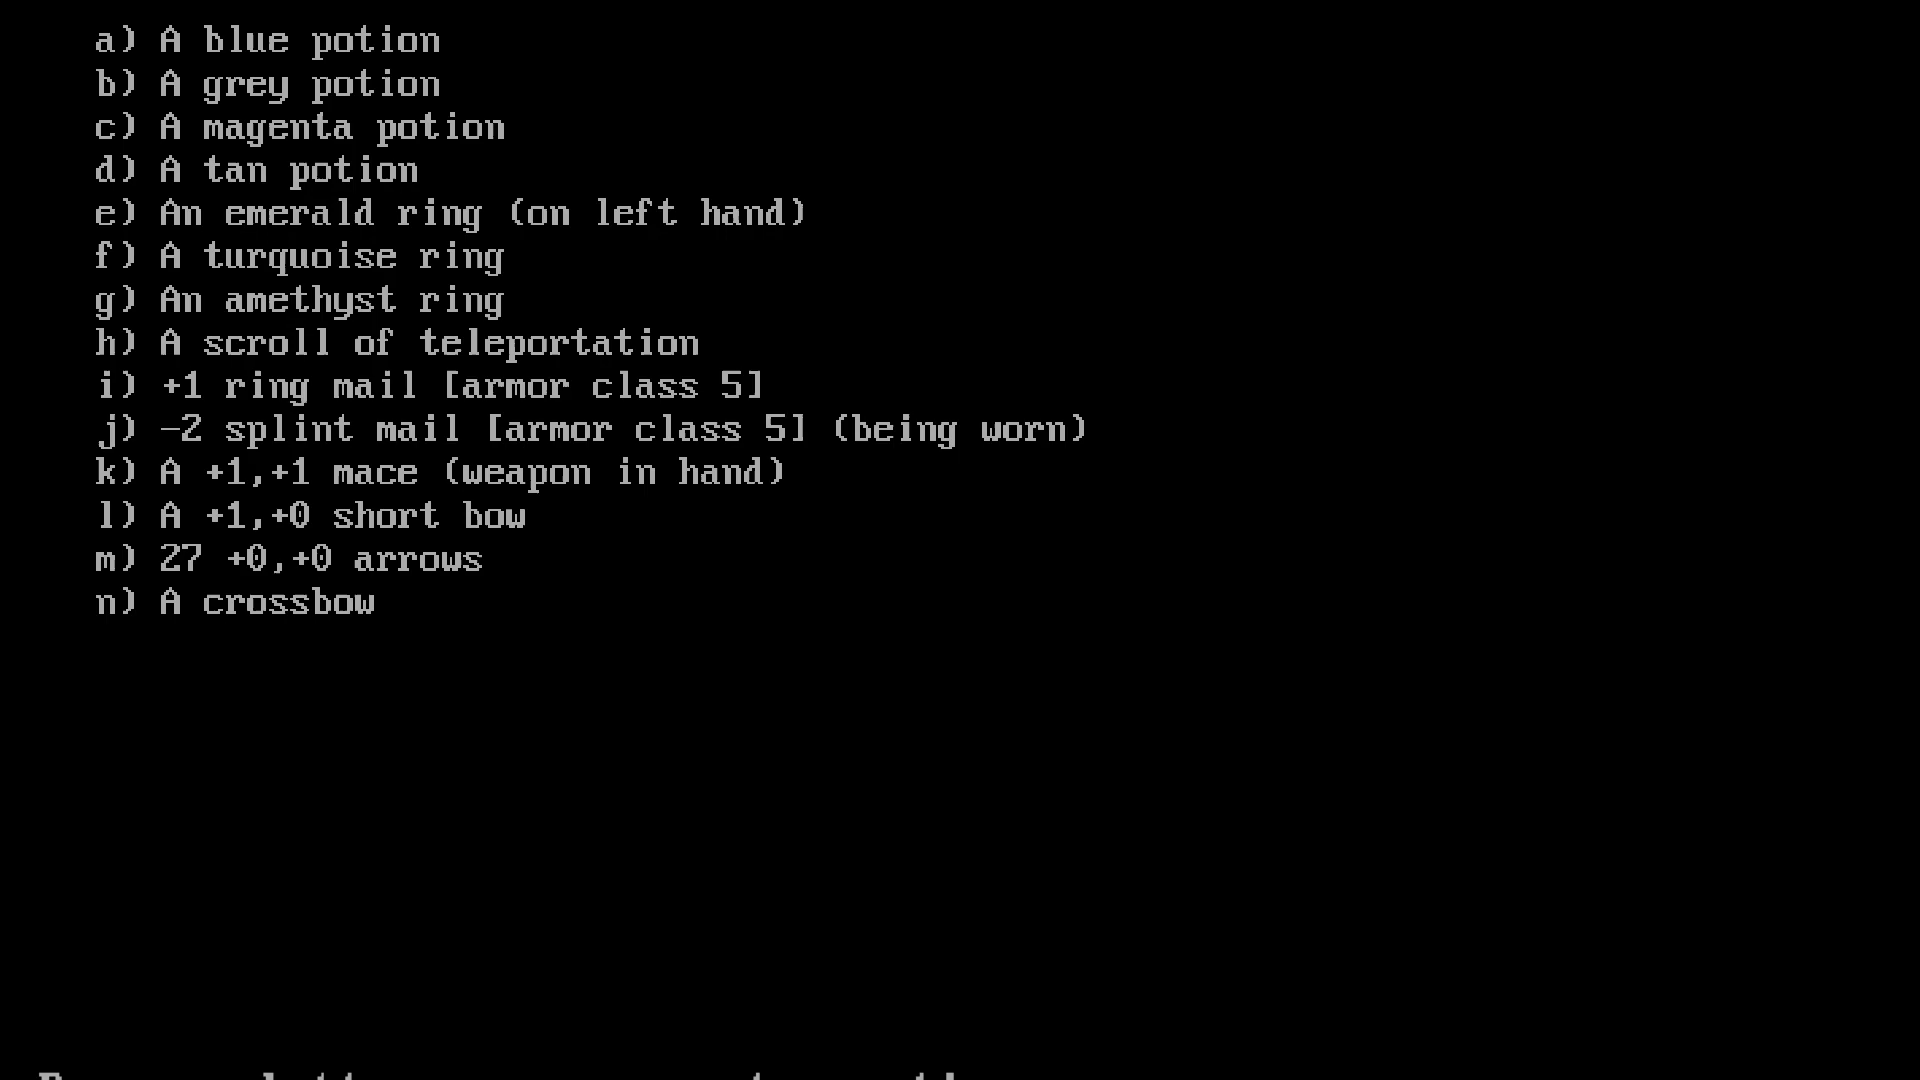 a) A blue potion
b) A grey potion
c) A magenta potion
d) A tan potion
e) An emerald ring (on left hand)
f) A turquoise ring
g) An amethyst ring
h) A scroll of teleportation
i) +1 ring mail [armor class 5]
j) -2 splint mail [armor class 5] (being worn)
k) A +1,+1 mace (weapon in hand)
l) A +1,+0 short bow
m) 27 +0,+0 arrows
n) A crossbow